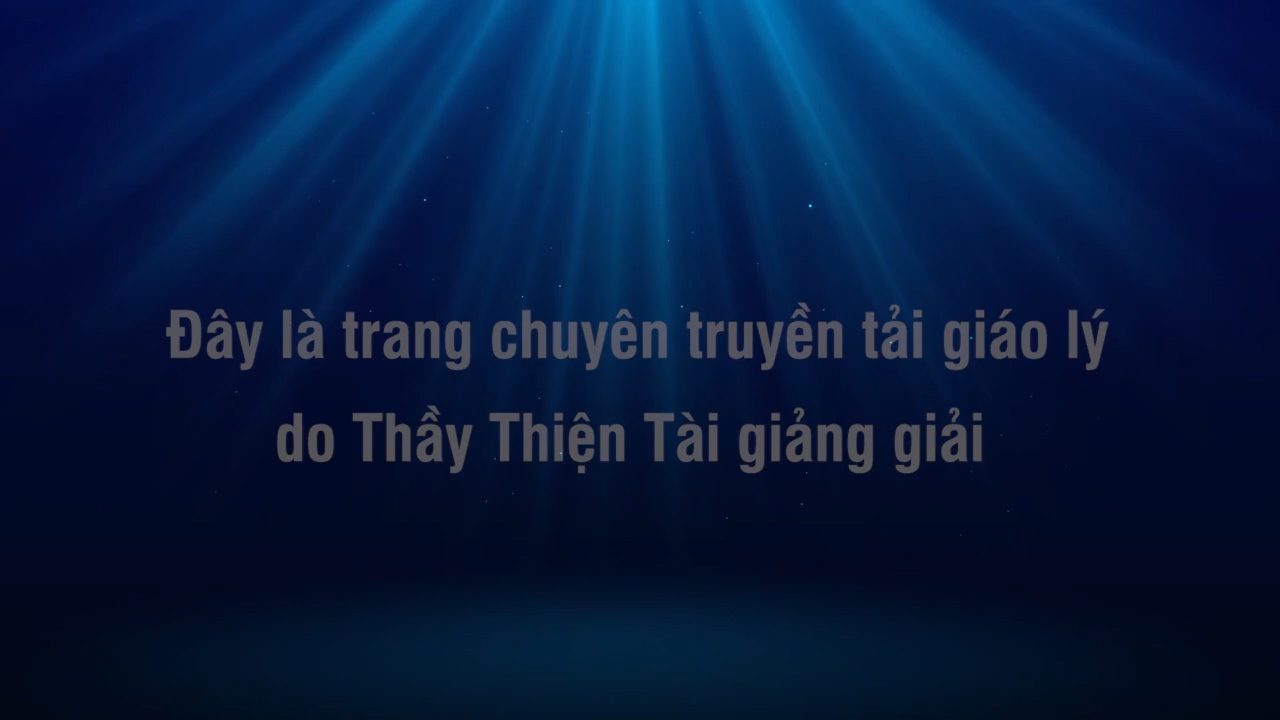 Đây là trang chuyên truyền tải giáo lý
do Thầy Thiện Tài giảng giải